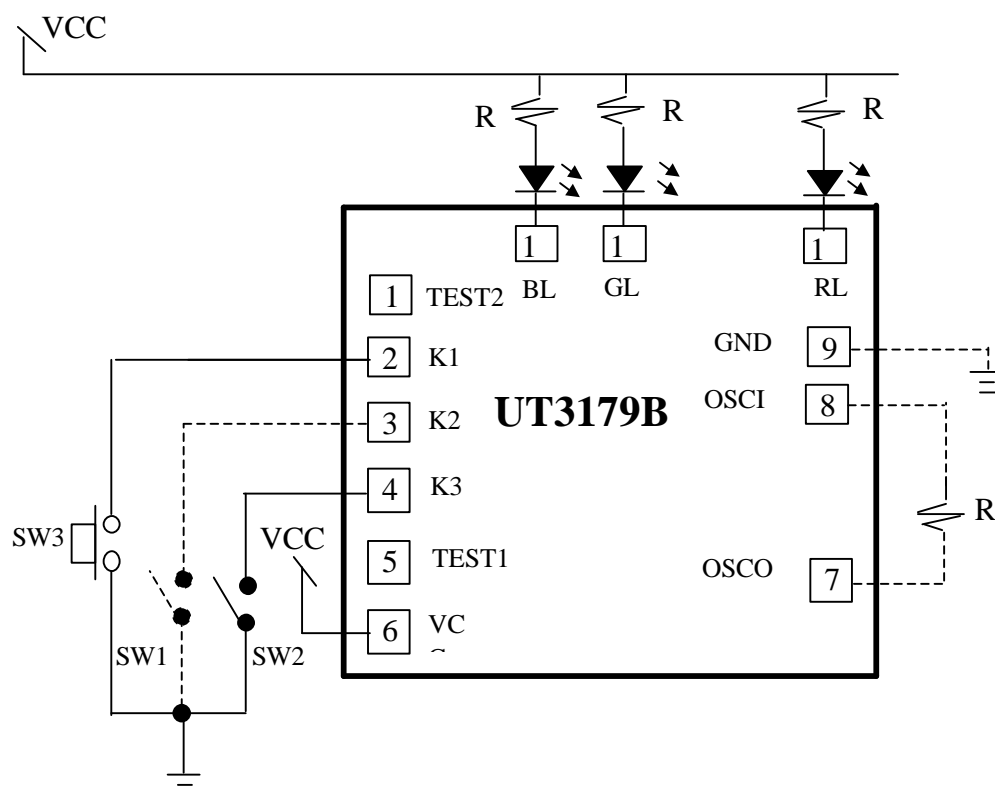 VCC
R
R
R
1
1
1
BL
GL
RL
1
TEST2
GND
9
2
K1
OSCI
8
3
K2
UT3179B
4
K3
R
SW3
VCC
5
TEST1
OSCO
7
6
VC
SW1
SW2